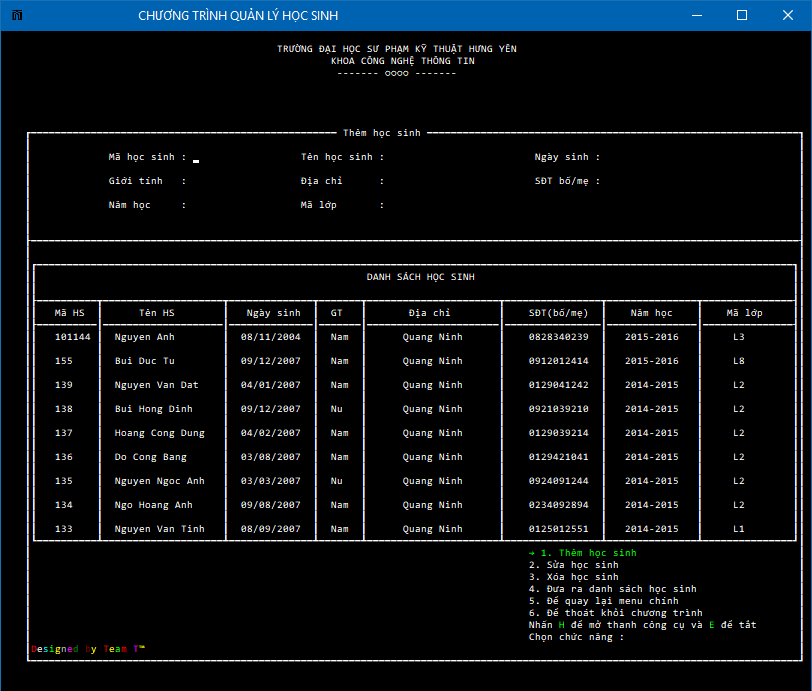 CHƯƠNG TRÌNH QUẢN LÝ HỌC SINH
TRƯỜNG ĐẠI HỌC SƯ PHẠM KỸ THUẬT HƯNG YÊN
KHOA CÔNG NGHỆ THÔNG TIN
------- oooo -------
Thêm học sinh
Mã học sinh : Tên học sinh : Ngày sinh :
Giới tính : Địa chỉ : SĐT bố/mẹ :
Năm học : Mã lớp :
DANH SÁCH HỌC SINH
Mã HS Tên HS Ngày sinh GT Địa chỉ SĐT(bố/mẹ) Năm học Mã lớp
101144 Nguyen Anh 08/11/2004 Nam Quang Ninh 0828340239 2015-2016 L3
155 Bui Duc Tu 09/12/2007 Nam Quang Ninh 0912012414 2015-2016 L8
139 Nguyen Van Dat 04/01/2007 Nam Quang Ninh 0129041242 2014-2015 L2
138 Bui Hong Dinh 09/12/2007 Nu Quang Ninh 0921039210 2014-2015 L2
137 Hoang Cong Dung 04/02/2007 Nam Quang Ninh 0129039214 2014-2015 L2
136 Do Cong Bang 03/08/2007 Nam Quang Ninh 0129421041 2014-2015 L2
135 Nguyen Ngoc Anh 03/03/2007 Nu Quang Ninh 0924091244 2014-2015 L2
134 Ngo Hoang Anh 09/08/2007 Nam Quang Ninh 0234092894 2014-2015 L2
133 Nguyen Van Tinh 08/09/2007 Nam Quang Ninh 0125012551 2014-2015 L1
→ 1. Thêm học sinh
2. Sửa học sinh
3. Xóa học sinh
4. Đưa ra danh sách học sinh
5. Để quay lại menu chính
6. Để thoát khỏi chương trình
Nhấn H để mở thanh công cụ và E để tắt
Chọn chức năng :
Designed by Team T™